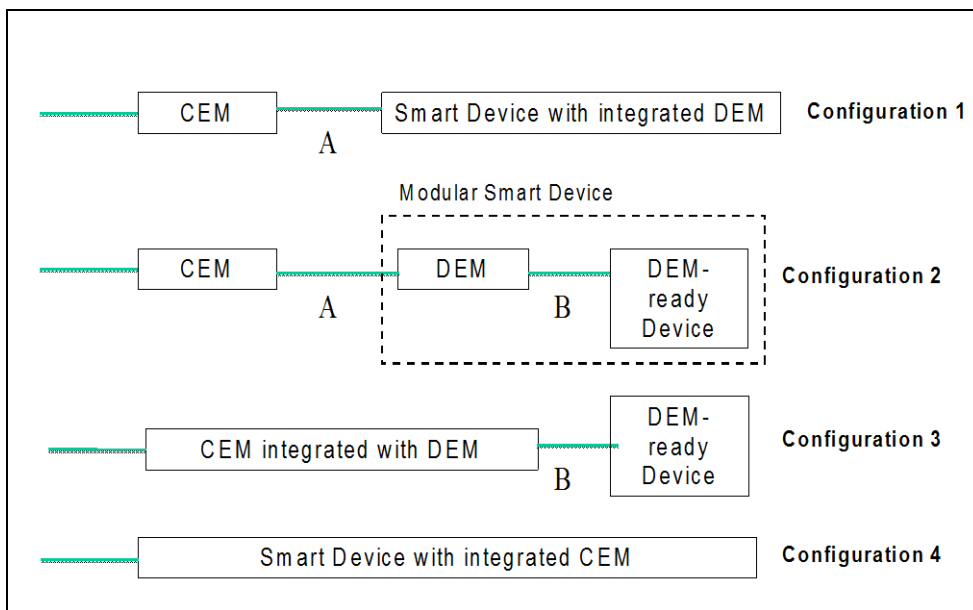 CEM
A
Smart Device with integrated DEM
Configuration 1
Modular Smart Device
CEM
A
DEM
B
DEM-
ready
Device
Configuration 2
CEM integrated with DEM
B
DEM-
ready
Device
Configuration 3
Smart Device with integrated CEM
Configuration 4